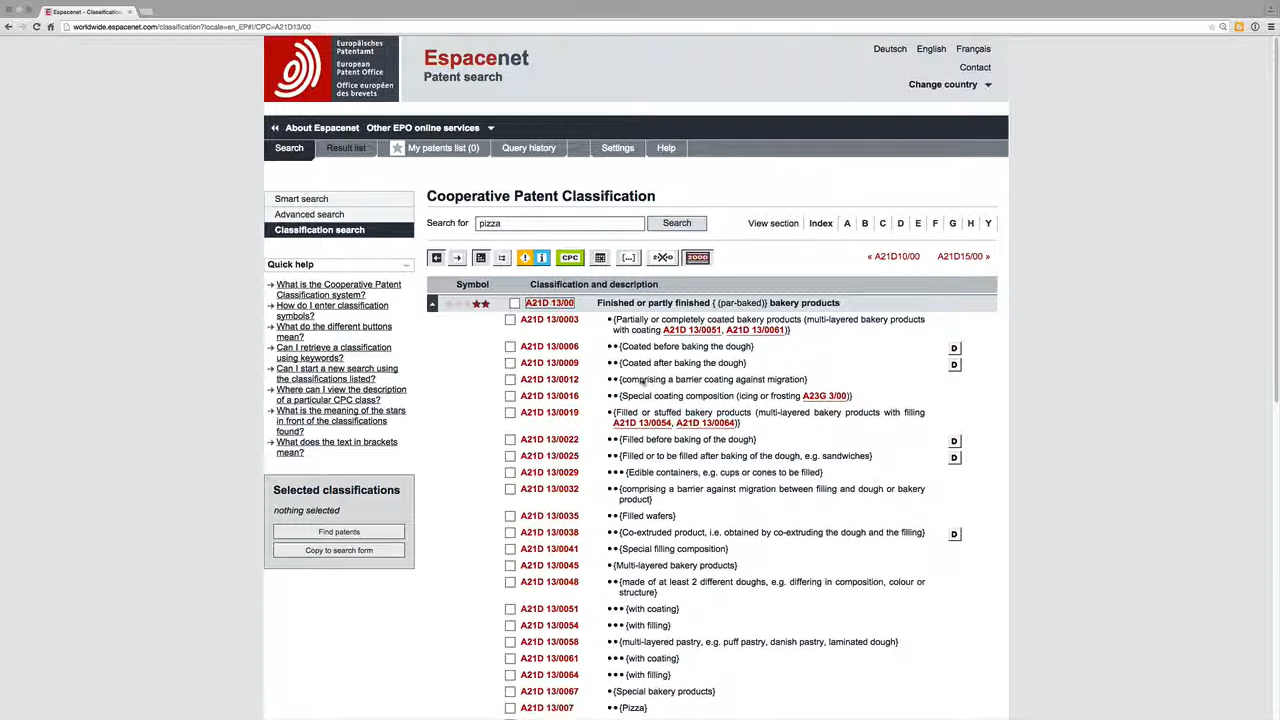 Espacenet - Classification
worldwide.espacenet.com/classification?locale=en_EP#!/CPC=A21D13/00
Europäisches
Patentamt
European
Patent Office
Office européen
des brevets
Espacenet
Patent search
Deutsch English Français
Contact
Change country
About Espacenet Other EPO online services
Search Result list My patents list (0) Query history Settings Help
Smart search
Advanced search
Classification search
Quick help
What is the Cooperative Patent
Classification system?
How do I enter classification
symbols?
What do the different buttons
mean?
Can I retrieve a classification
using keywords?
Can I start a new search using
the classifications listed?
Where can I view the description
of a particular CPC class?
What is the meaning of the stars
in front of the classifications
found?
What does the text in brackets
mean?
Selected classifications
nothing selected
Find patents
Copy to search form
Cooperative Patent Classification
Search for pizza Search View section Index A B C D E F G H Y
CPC [...] 2000 « A21D10/00 A21D15/00 »
Symbol Classification and description
A21D 13/00 Finished or partly finished { (par-baked)} bakery products
A21D 13/0003 •{Partially or completely coated bakery products (multi-layered bakery products
with coating A21D 13/0051, A21D 13/0061)}
A21D 13/0006 ••{Coated before baking the dough} D
A21D 13/0009 ••{Coated after baking the dough} D
A21D 13/0012 ••{comprising a barrier coating against migration}
A21D 13/0016 ••{Special coating composition (icing or frosting A23G 3/00)}
A21D 13/0019 •{Filled or stuffed bakery products (multi-layered bakery products with filling
A21D 13/0054, A21D 13/0064)}
A21D 13/0022 ••{Filled before baking of the dough} D
A21D 13/0025 ••{Filled or to be filled after baking of the dough, e.g. sandwiches} D
A21D 13/0029 •••{Edible containers, e.g. cups or cones to be filled}
A21D 13/0032 ••{comprising a barrier against migration between filling and dough or bakery
product}
A21D 13/0035 ••{Filled wafers}
A21D 13/0038 ••{Co-extruded product, i.e. obtained by co-extruding the dough and the filling} D
A21D 13/0041 ••{Special filling composition}
A21D 13/0045 •{Multi-layered bakery products}
A21D 13/0048 ••{made of at least 2 different doughs, e.g. differing in composition, colour or
structure}
A21D 13/0051 •••{with coating}
A21D 13/0054 •••{with filling}
A21D 13/0058 ••{multi-layered pastry, e.g. puff pastry, danish pastry, laminated dough}
A21D 13/0061 •••{with coating}
A21D 13/0064 •••{with filling}
A21D 13/0067 •{Special bakery products}
A21D 13/007 ••{Pizza}